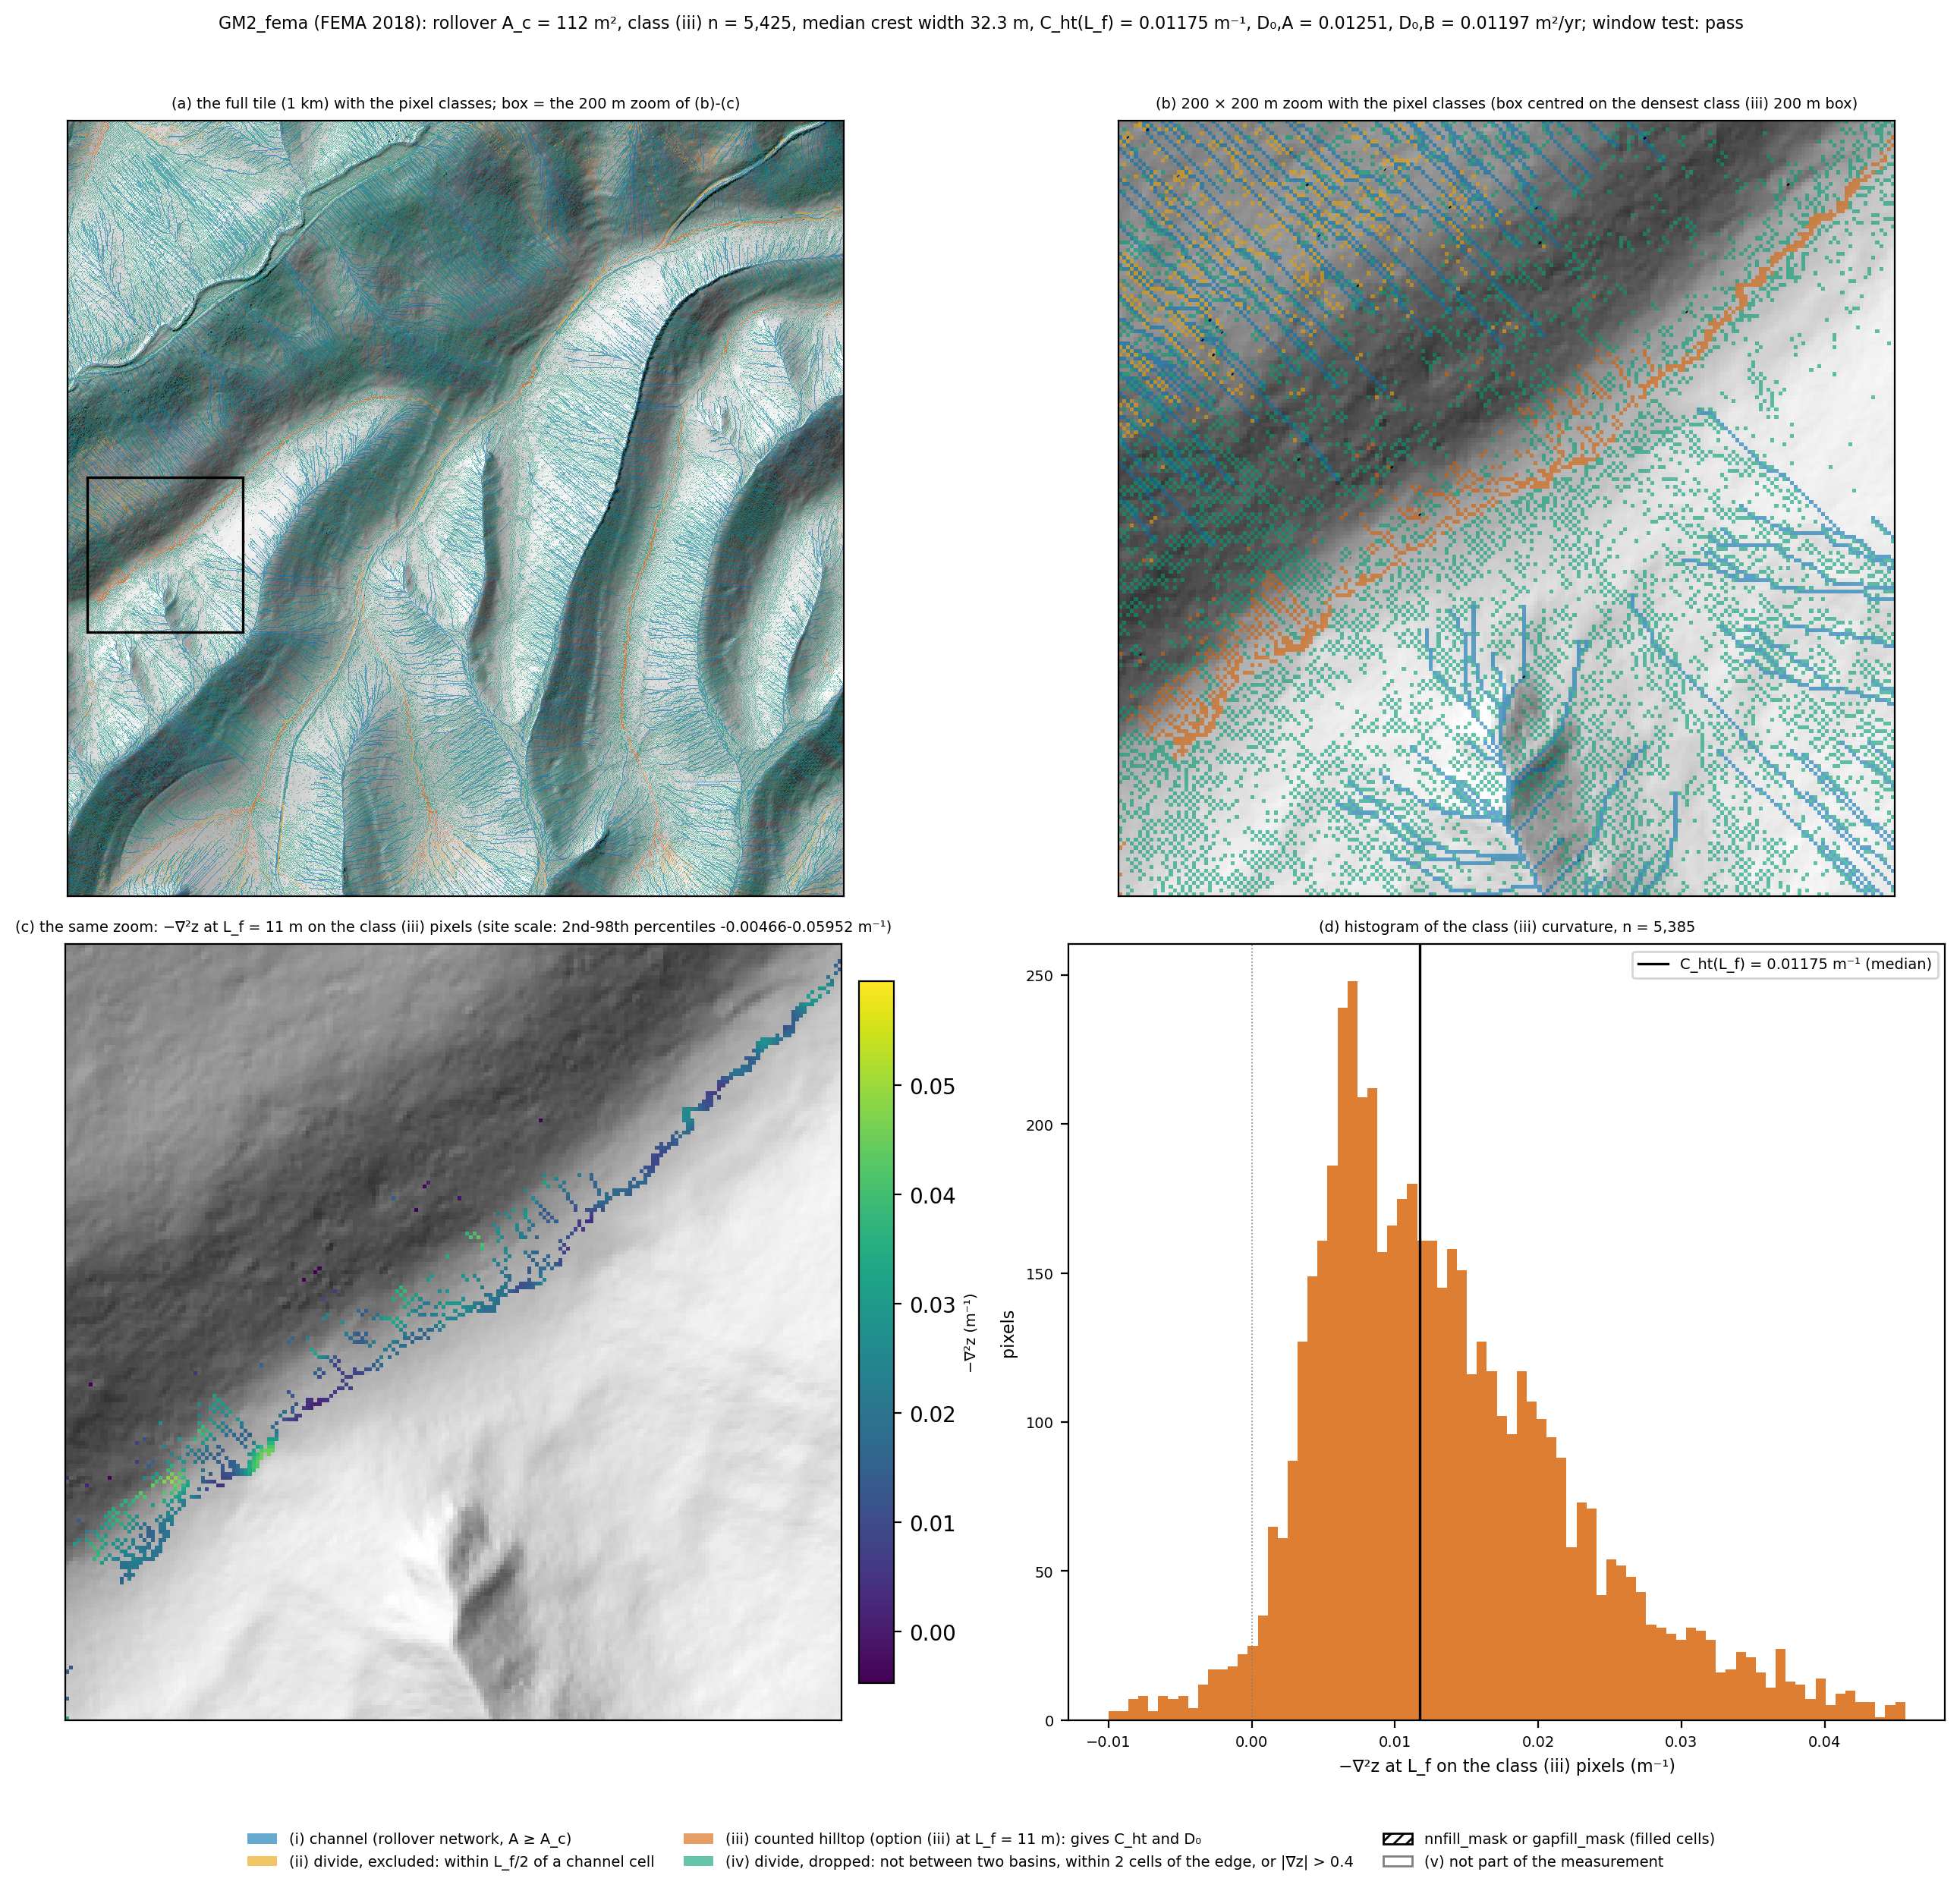 GM2_fema (FEMA 2018): rollover A_c = 112 m², class (iii) n = 5,425, median crest width 32.3 m, C_ht(L_f) = 0.01175 m⁻¹, D₀,A = 0.01251, D₀,B = 0.01197 m²/yr; window test: pass
(a) the full tile (1 km) with the pixel classes; box = the 200 m zoom of (b)-(c)
(b) 200 × 200 m zoom with the pixel classes (box centred on the densest class (iii) 200 m box)
(c) the same zoom: −∇²z at L_f = 11 m on the class (iii) pixels (site scale: 2nd-98th percentiles -0.00466-0.05952 m⁻¹)
0.05
0.04
0.03
0.02
0.01
0.00
−∇²z (m⁻¹)
(d) histogram of the class (iii) curvature, n = 5,385
C_ht(L_f) = 0.01175 m⁻¹ (median)
250
200
150
100
50
0
pixels
−0.01
0.00
0.01
0.02
0.03
0.04
−∇²z at L_f on the class (iii) pixels (m⁻¹)
(i) channel (rollover network, A ≥ A_c)
(ii) divide, excluded: within L_f/2 of a channel cell
(iii) counted hilltop (option (iii) at L_f = 11 m): gives C_ht and D₀
(iv) divide, dropped: not between two basins, within 2 cells of the edge, or |∇z| > 0.4
nnfill_mask or gapfill_mask (filled cells)
(v) not part of the measurement